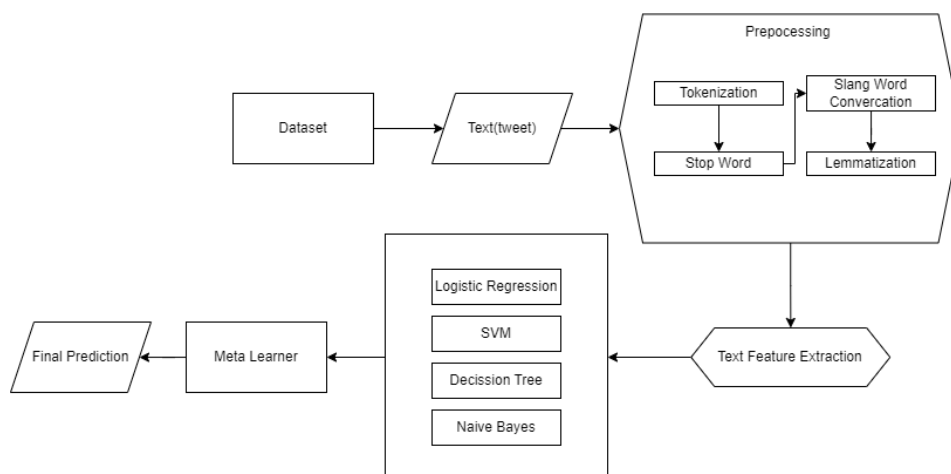 Prepocessing
Dataset
Text(tweet)
Tokenization
Stop Word
Slang Word
Convercation
Lemmatization
Text Feature Extraction
Logistic Regression
SVM
Decission Tree
Naive Bayes
Meta Learner
Final Prediction